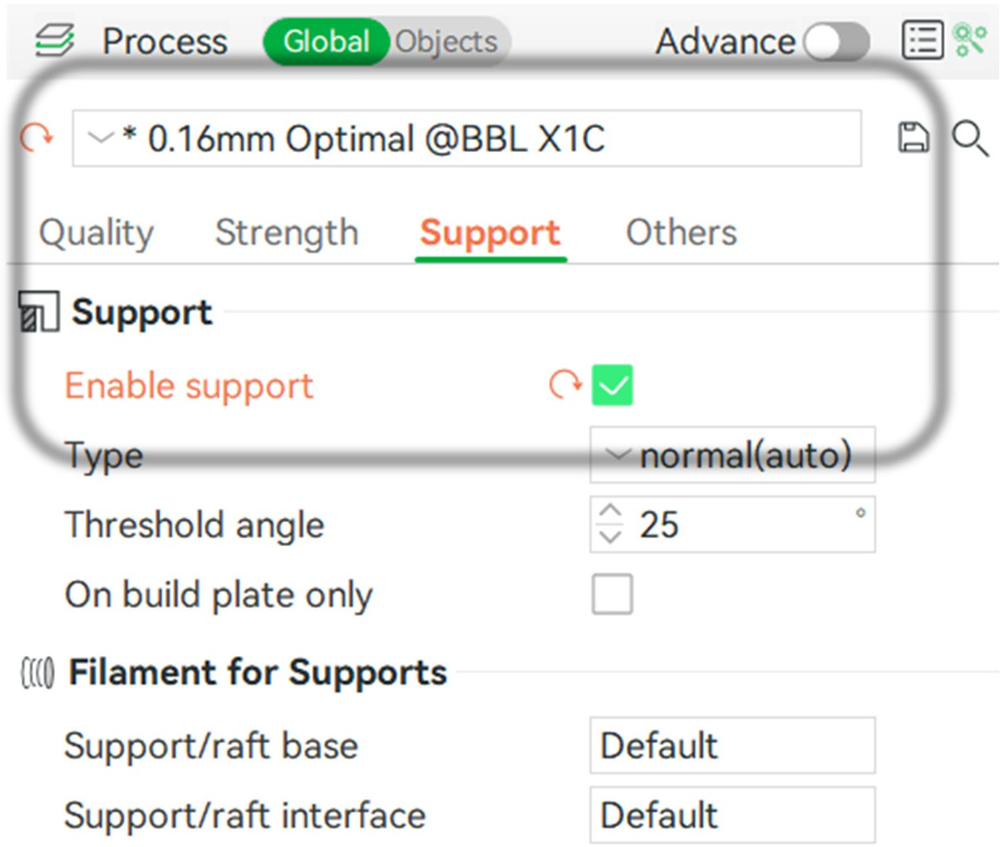 Process Global Objects Advance
* 0.16mm Optimal @BBL X1C
Quality Strength Support Others
Support
Enable support
Type normal(auto)
Threshold angle 25 °
On build plate only
Filament for Supports
Support/raft base Default
Support/raft interface Default